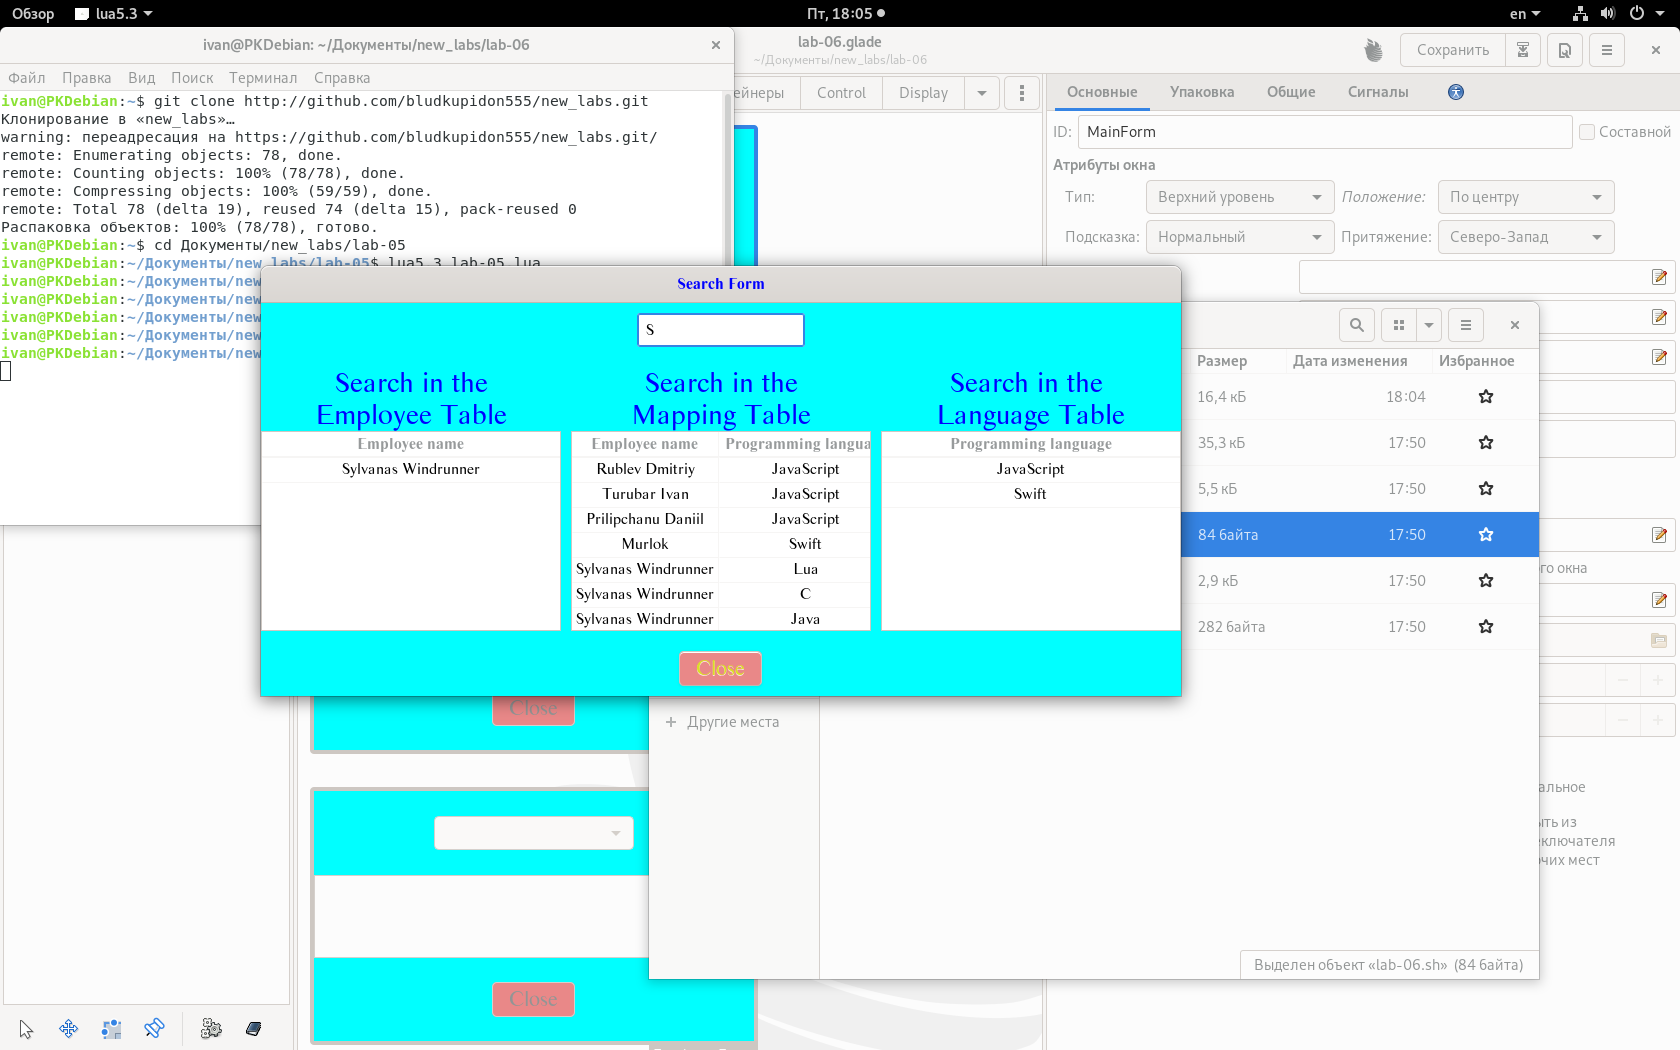 Обзор
lua5.3
Пт, 18:05
en
ivan@PKDebian: ~/Документы/new_labs/lab-06
Файл Правка Вид Поиск Терминал Справка
ivan@PKDebian:~$ git clone http://github.com/bludkupidon555/new_labs.git
Клонирование в «new_labs»…
warning: переадресация на https://github.com/bludkupidon555/new_labs.git/
remote: Enumerating objects: 78, done.
remote: Counting objects: 100% (78/78), done.
remote: Compressing objects: 100% (59/59), done.
remote: Total 78 (delta 19), reused 74 (delta 15), pack-reused 0
Распаковка объектов: 100% (78/78), готово.
ivan@PKDebian:~$ cd Документы/new_labs/lab-05
ivan@PKDebian:~/Документы/new_labs/lab-05$ lua5.3 lab-05.lua
ivan@PKDebian:~/Документы/new
ivan@PKDebian:~/Документы/new
ivan@PKDebian:~/Документы/new
ivan@PKDebian:~/Документы/new
ivan@PKDebian:~/Документы/new
lab-06.glade
~/Документы/new_labs/lab-06
Сохранить
ейнеры Control Display
Основные Упаковка Общие Сигналы
ID: MainForm Составной
Атрибуты окна
Тип: Верхний уровень Положение: По центру
Подсказка: Нормальный Притяжение: Северо-Запад
Search Form
S
Search in the
Employee Table
Employee name
Sylvanas Windrunner
Search in the
Mapping Table
Employee name Programming langua
Rublev Dmitriy JavaScript
Turubar Ivan JavaScript
Prilipchanu Daniil JavaScript
Murlok Swift
Sylvanas Windrunner Lua
Sylvanas Windrunner C
Sylvanas Windrunner Java
Search in the
Language Table
Programming language
JavaScript
Swift
Close
Размер Дата изменения Избранное
16,4 кБ 18:04
35,3 кБ 17:50
5,5 кБ 17:50
84 байта 17:50
2,9 кБ 17:50
282 байта 17:50
Другие места
Выделен объект «lab-06.sh» (84 байта)
ого окна
альное
ыть из
еключателя
очих мест
Close
Close